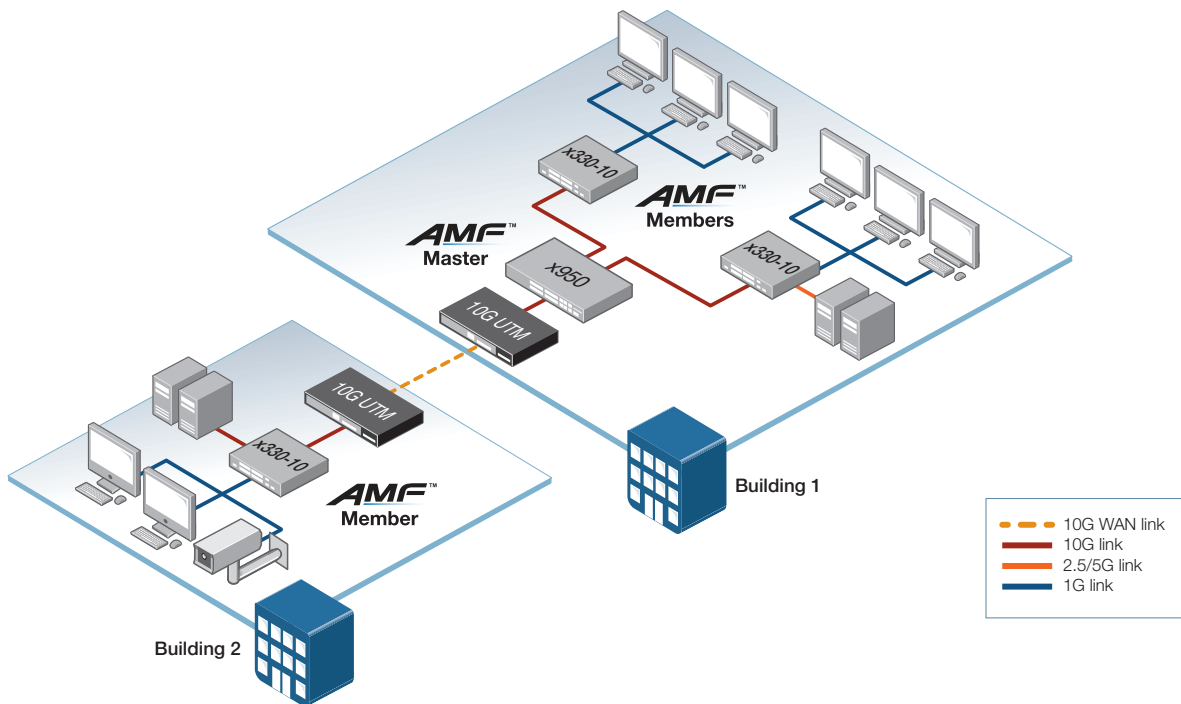 x330-10
AMF™
Members
AMF™
Master
x950
x330-10
10G UTM
10G UTM
x330-10
AMF™
Member
Building 1
Building 2
10G WAN link
10G link
2.5/5G link
1G link